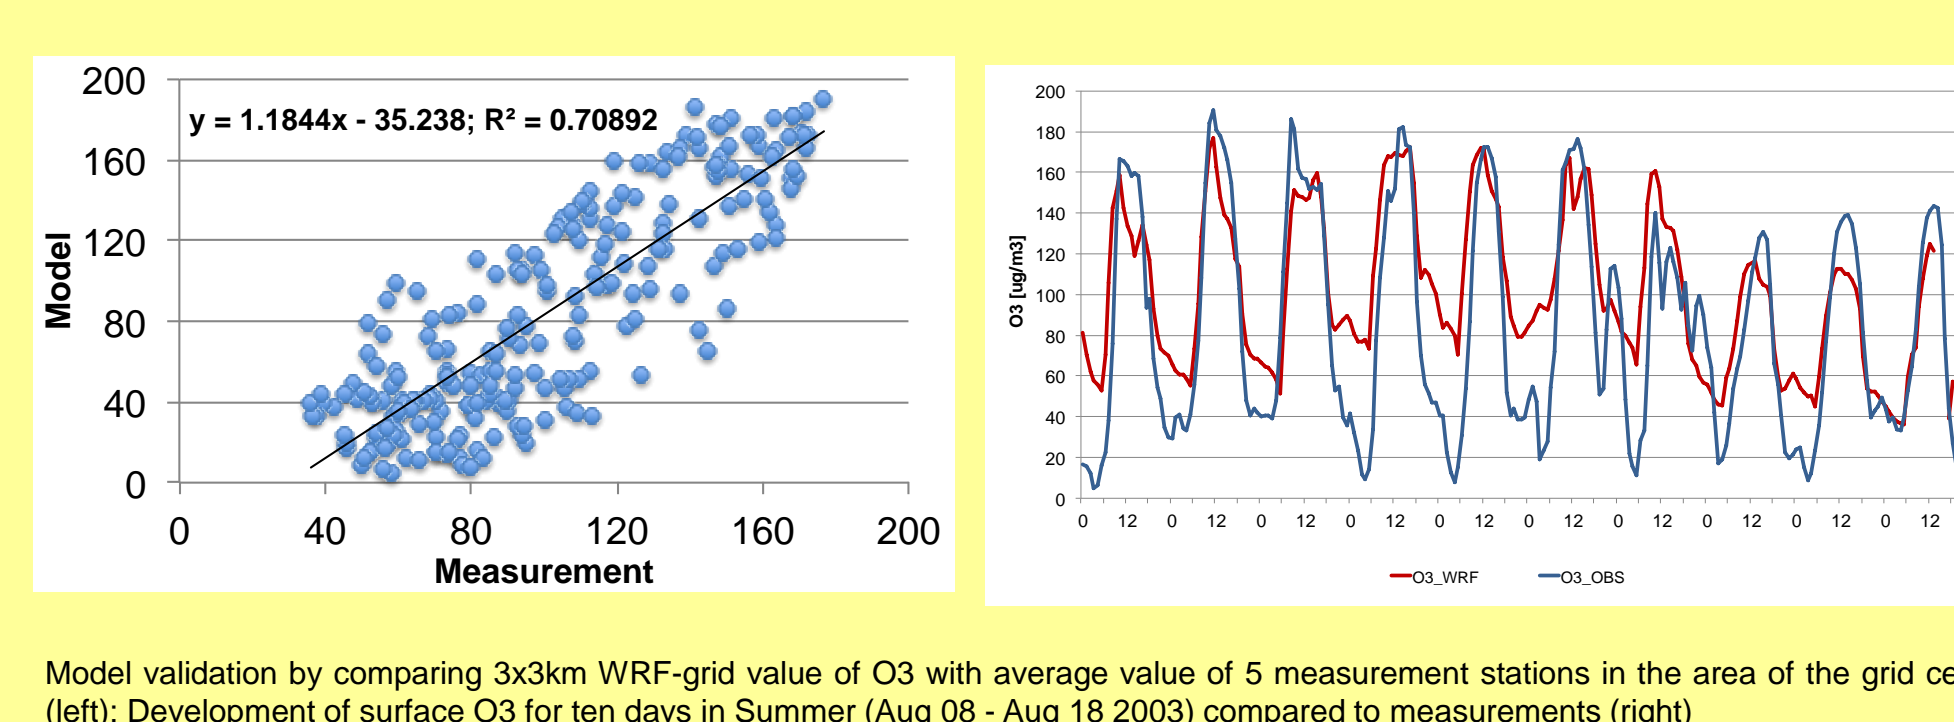 200
160
120
80
40
0
y = 1.1844x - 35.238; R² = 0.70892
Model
0 40 80 120 160 200
Measurement
200
180
160
140
120
100
80
60
40
20
0
O3 [ug/m3]
0 12 0 12 0 12 0 12 0 12 0 12 0 12 0 12 0 12 0 12
O3_WRF O3_OBS
Model validation by comparing 3x3km WRF-grid value of O3 with average value of 5 measurement stations in the area of the grid
(left); Development of surface O3 for ten days in Summer (Aug 08 - Aug 18 2003) compared to measurements (right)